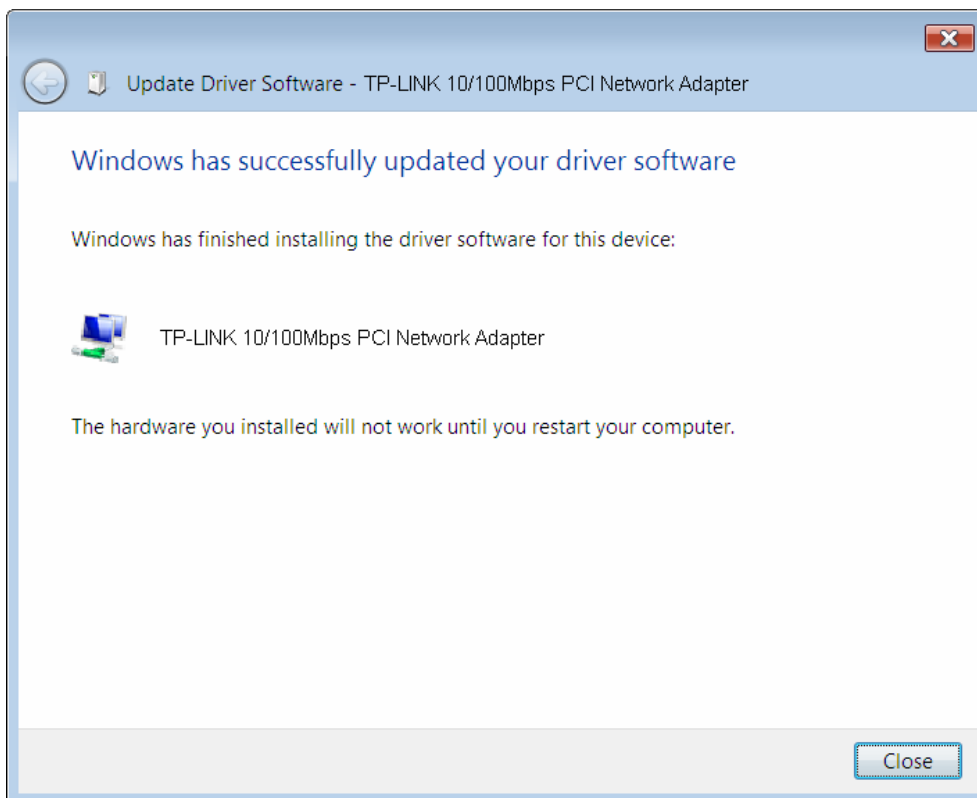 Update Driver Software - TP-LINK 10/100Mbps PCI Network Adapter
Windows has successfully updated your driver software
Windows has finished installing the driver software for this device:
TP-LINK 10/100Mbps PCI Network Adapter
The hardware you installed will not work until you restart your computer.
Close